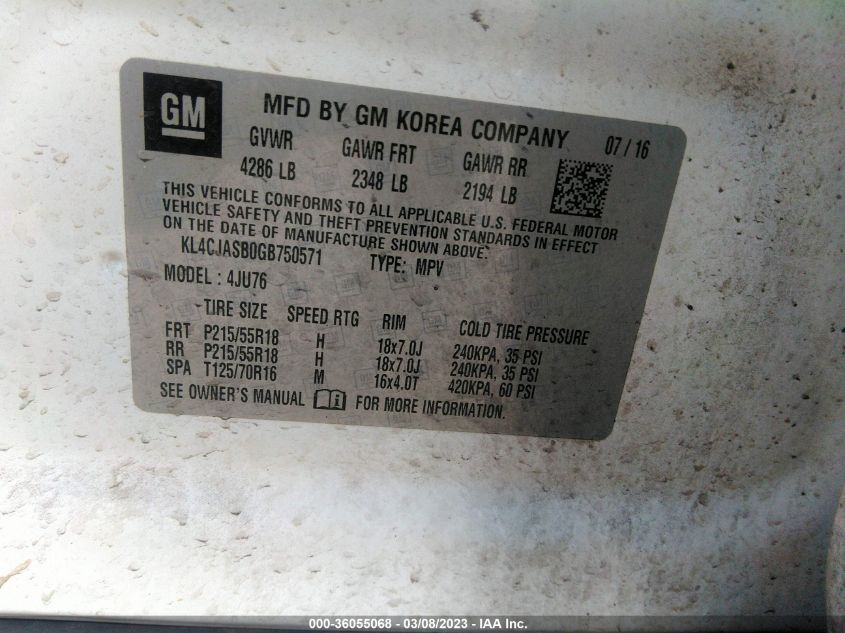 GM
MFD BY GM KOREA COMPANY 07 / 16
GVWR GAWR FRT GAWR RR
4286 LB 2348 LB 2194 LB
THIS VEHICLE CONFORMS TO ALL APPLICABLE U.S. FEDERAL MOTOR
VEHICLE SAFETY AND THEFT PREVENTION STANDARDS IN EFFECT
ON THE DATE OF MANUFACTURE SHOWN ABOVE.
KL4CJASB0GB750571 TYPE: MPV
MODEL : 4JU76
TIRE SIZE SPEED RTG RIM COLD TIRE PRESSURE
FRT P215/55R18 H 18x7.0J 240KPA, 35 PSI
RR P215/55R18 H 18x7.0J 240KPA, 35 PSI
SPA T125/70R16 M 16x4.0T 420KPA, 60 PSI
SEE OWNER'S MANUAL i FOR MORE INFORMATION.
000-36055068 - 03/08/2023 - IAA Inc.